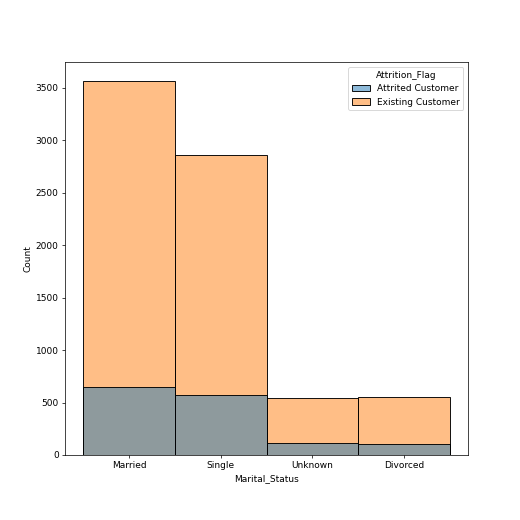 Attrition_Flag
Attrited Customer
Existing Customer
3500
3000
2500
2000
1500
1000
500
0
Count
Married Single Unknown Divorced
Marital_Status